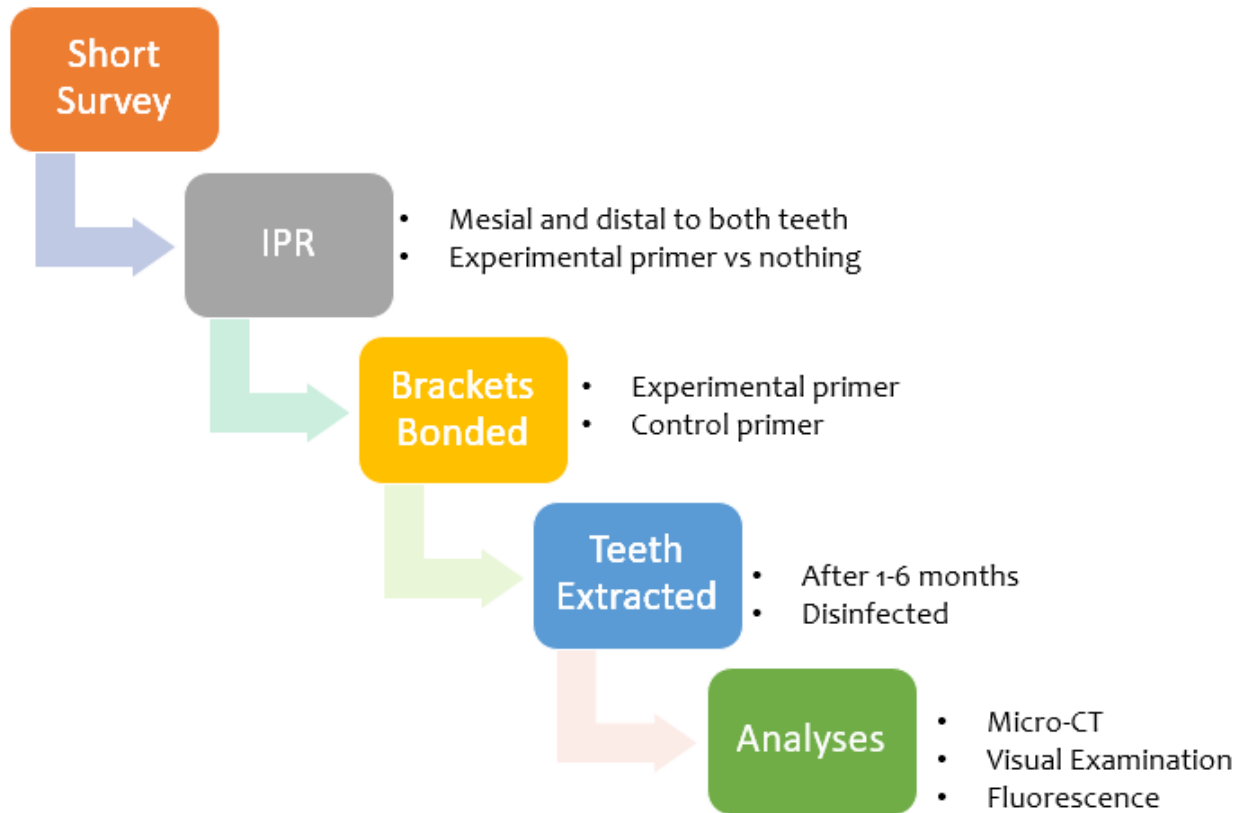 Short
Survey
IPR
• Mesial and distal to both teeth
• Experimental primer vs nothing
Brackets
Bonded
• Experimental primer
• Control primer
Teeth
Extracted
• After 1-6 months
• Disinfected
Analyses
• Micro-CT
• Visual Examination
• Fluorescence